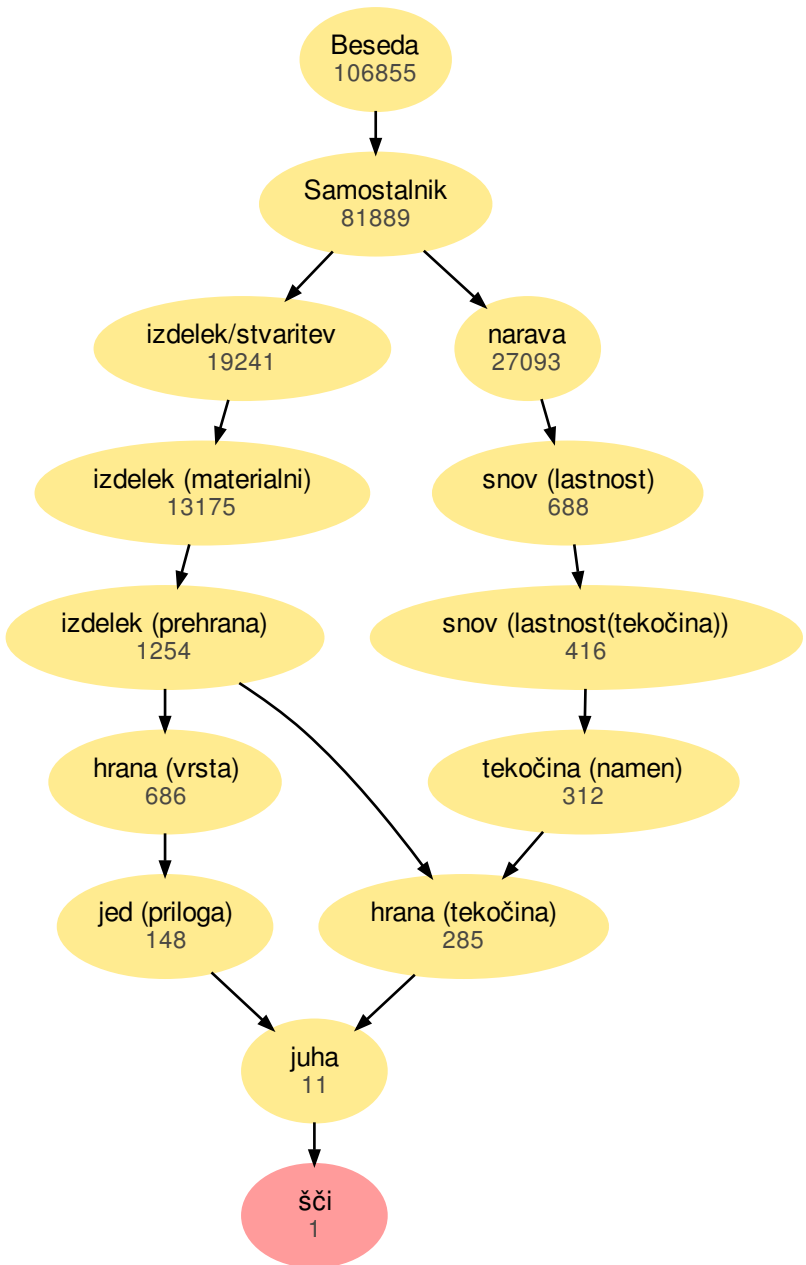 Beseda
106855
Samostalnik
81889
izdelek/stvaritev
19241
narava
27093
izdelek (materialni)
13175
snov (lastnost)
688
izdelek (prehrana)
1254
snov (lastnost(tekočina))
416
hrana (vrsta)
686
tekočina (namen)
312
jed (priloga)
148
hrana (tekočina)
285
juha
11
šči
1